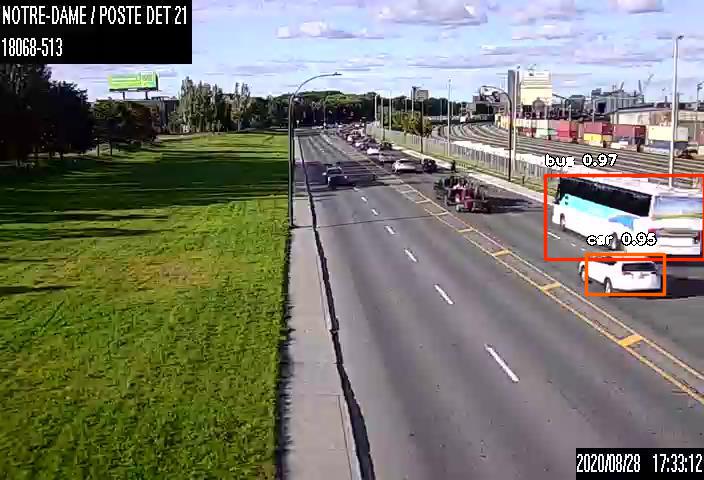 NOTRE-DAME / POSTE DET 21
18068-513
bus 0.97
car 0.95
2020/08/28 17:33:12